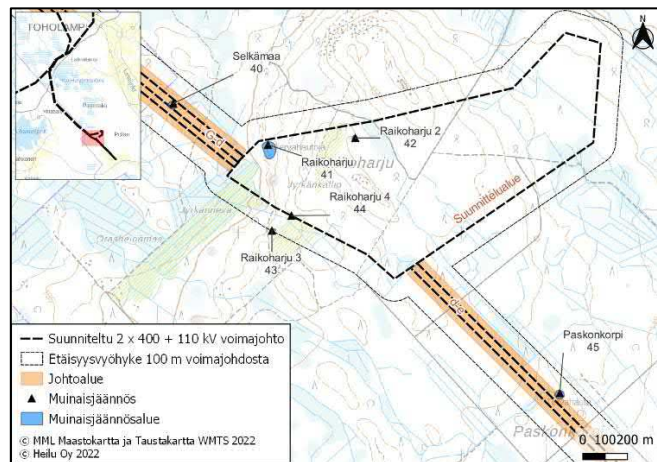 TOHOLAMPI
N
Selkämaa
40
Raikoharju 2
42
Raikoharju
41
Raikoharju 4
44
Raikoharju 3
43
Suunnittelualue
Paskonkorpi
45
Suunniteltu 2 x 400 + 110 kV voimajohto
Etäisyysvyöhyke 100 m voimajohdosta
Johtoalue
Muinaisjäännös
Muinaisjäännösalue
© MML Maastokartta ja Taustakartta WMTS 2022
© Heilu Oy 2022
0 100200 m